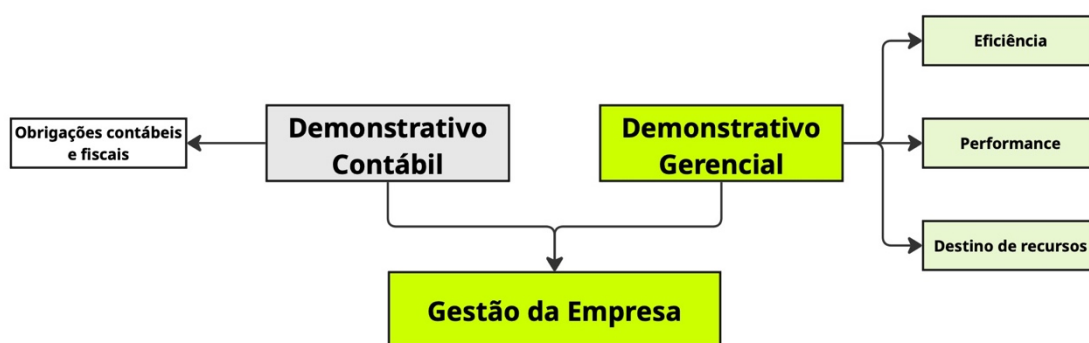 Eficiência
Obrigações contábeis
e fiscais
Demonstrativo
Contábil
Demonstrativo
Gerencial
Performance
Destino de recursos
Gestão da Empresa